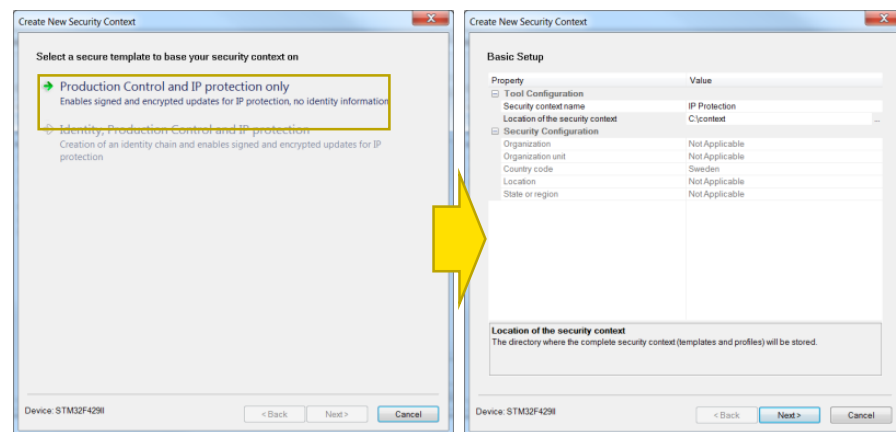 Create New Security Context
Select a secure template to base your security context on
Production Control and IP protection only
Enables signed and encrypted updates for IP protection, no identity information
Identity, Production Control and IP protection
Creation of an identity chain and enables signed and encrypted updates for IP
protection
Device: STM32F429II
< Back
Next >
Cancel
Create New Security Context
Basic Setup
Property Value
Tool Configuration
Security context name IP Protection
Location of the security context C:\context ...
Security Configuration
Organization Not Applicable
Organization unit Not Applicable
Country code Sweden
Location Not Applicable
State or region Not Applicable
Location of the security context
The directory where the complete security context (templates and profiles) will be stored.
Device: STM32F429II
< Back
Next >
Cancel